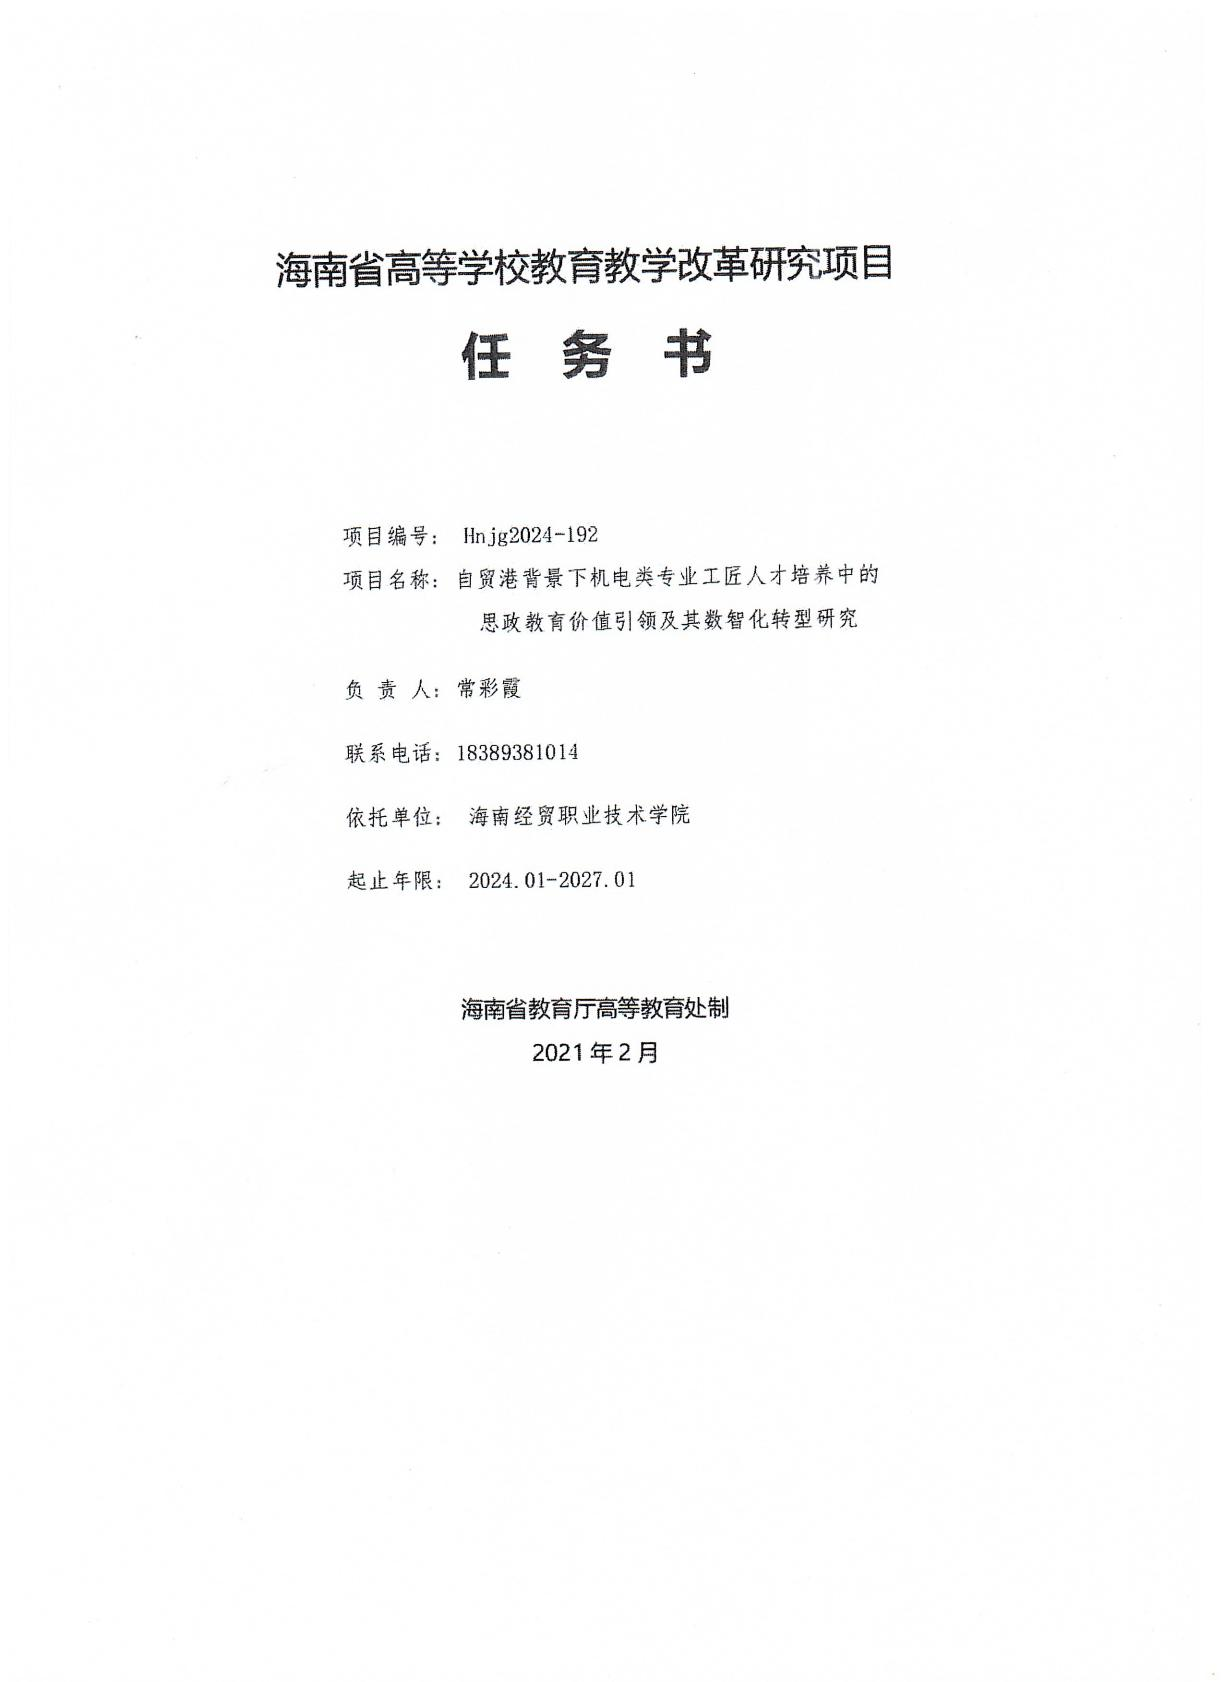 海南省高等学校教育教学改革研究项目
任 务 书
项目编号： Hnjg2024-192
项目名称：自贸港背景下机电类专业工匠人才培养中的
思政教育价值引领及其数智化转型研究
负 责 人：常彩霞
联系电话：18389381014
依托单位： 海南经贸职业技术学院
起止年限： 2024.01-2027.01
海南省教育厅高等教育处制
2021 年 2 月